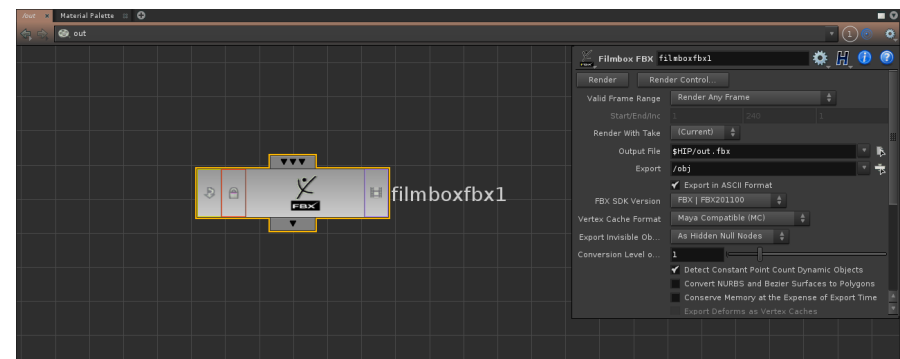 /out × Material Palette
out 1
Filmbox FBX filmboxfbx1
Render Render Control...
Valid Frame Range Render Any Frame
Start/End/Inc 1 240 1
Render With Take (Current)
Output File $HIP/out.fbx
Export /obj
Export in ASCII Format
FBX SDK Version FBX | FBX201100
Vertex Cache Format Maya Compatible (MC)
Export Invisible Ob... As Hidden Null Nodes
Conversion Level o... 1
Detect Constant Point Count Dynamic Objects
Convert NURBS and Bezier Surfaces to Polygons
Conserve Memory at the Expense of Export Time
Export Deforms as Vertex Caches
FBX
filmboxfbx1